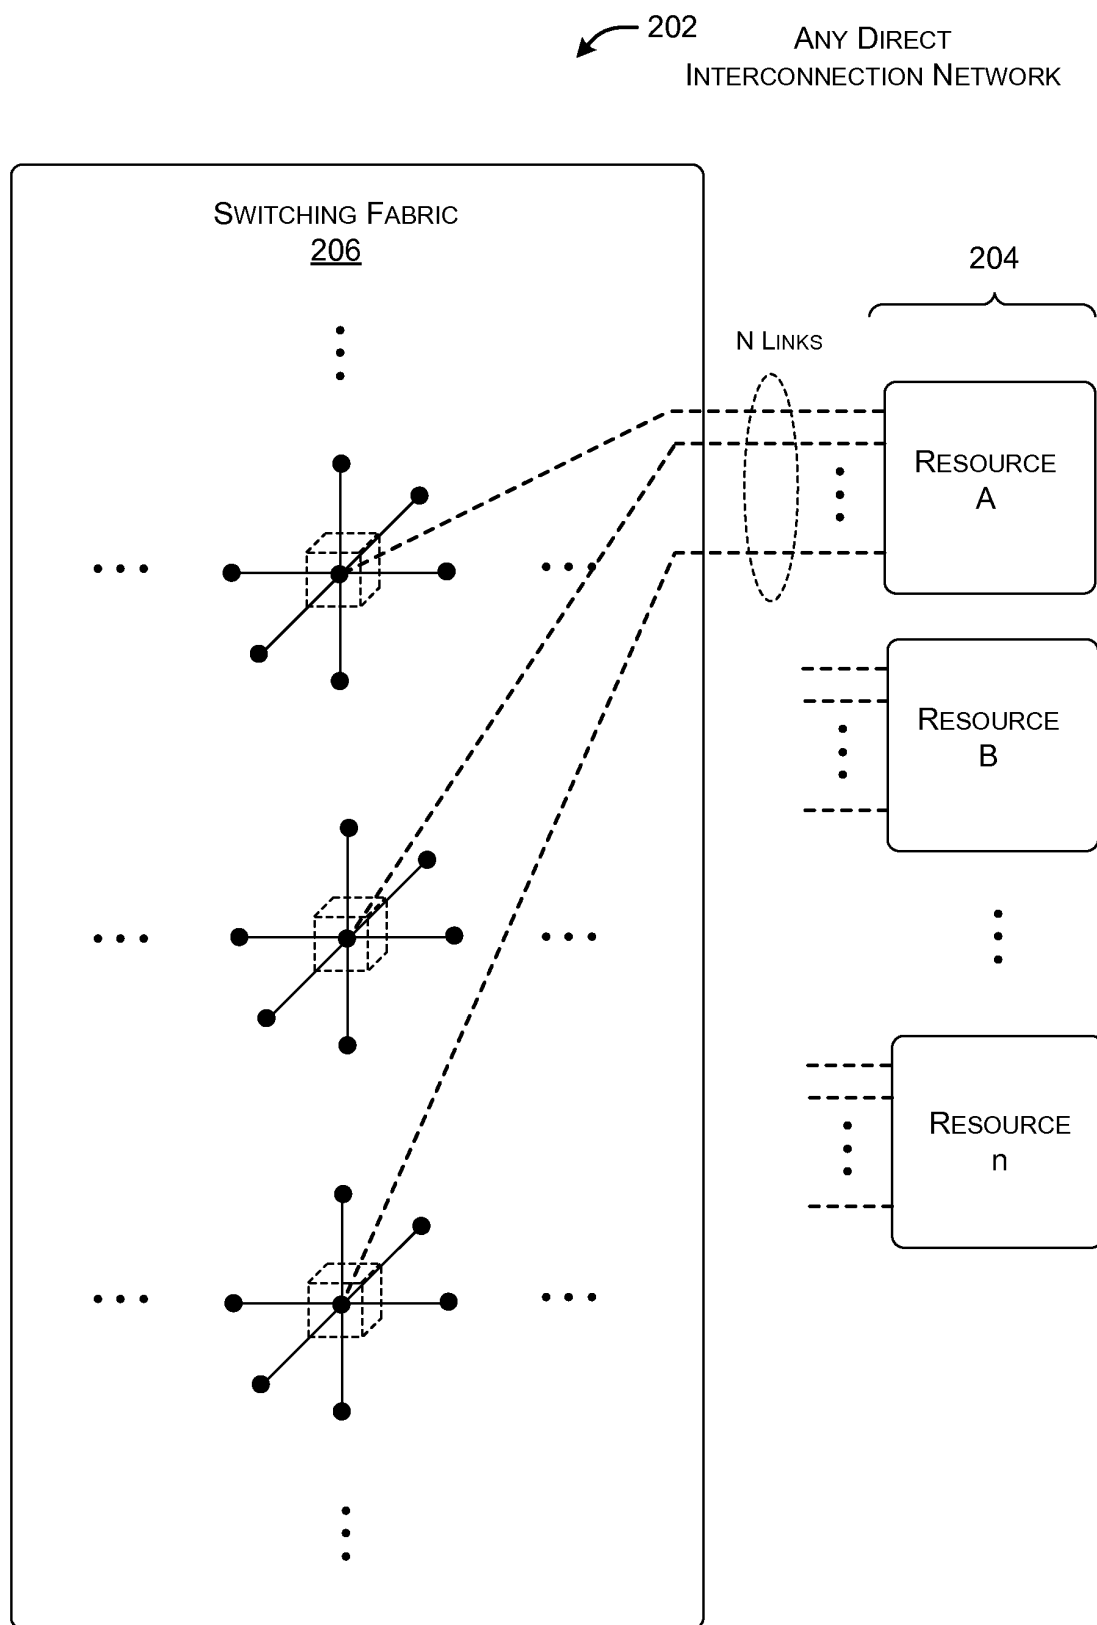 202
ANY DIRECT
INTERCONNECTION NETWORK
SWITCHING FABRIC
206
204
N LINKS
RESOURCE
A
RESOURCE
B
RESOURCE
n